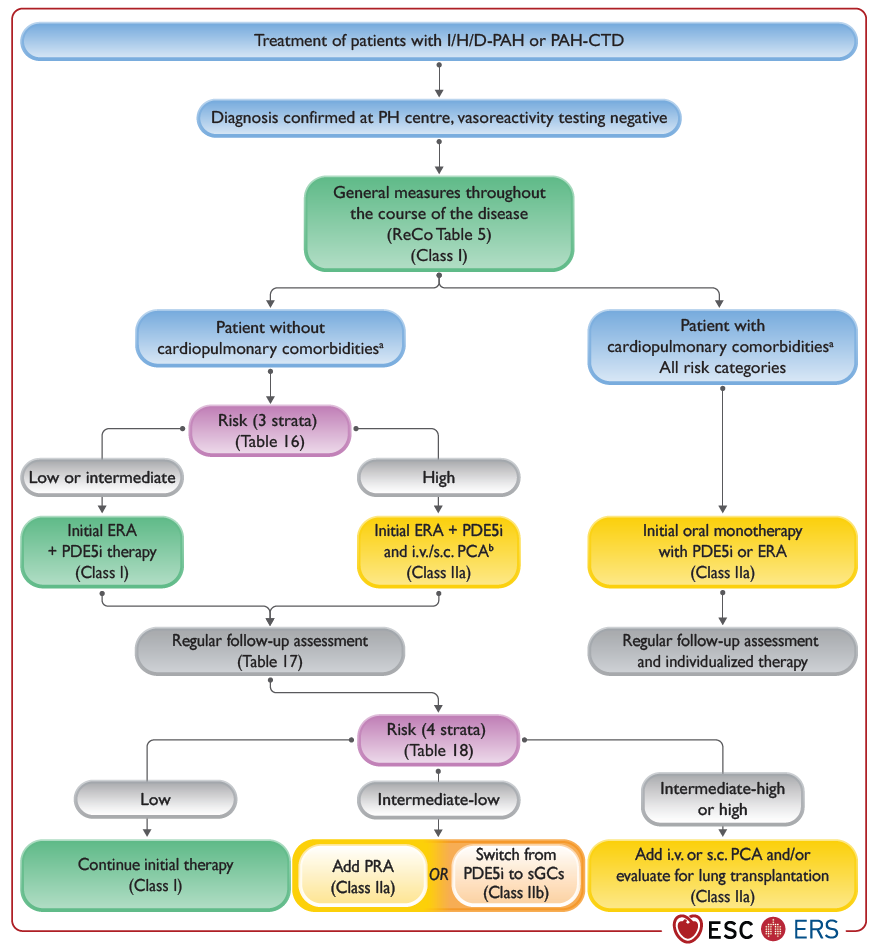 Treatment of patients with I/H/D-PAH or PAH-CTD
Diagnosis confirmed at PH centre, vasoreactivity testing negative
General measures throughout
the course of the disease
(ReCo Table 5)
(Class I)
Patient without
cardiopulmonary comorbiditiesᵃ
Patient with
cardiopulmonary comorbiditiesᵃ
All risk categories
Risk (3 strata)
(Table 16)
Low or intermediate
High
Initial ERA
+ PDE5i therapy
(Class I)
Initial ERA + PDE5i
and i.v./s.c. PCAᵇ
(Class IIa)
Initial oral monotherapy
with PDE5i or ERA
(Class IIa)
Regular follow-up assessment
(Table 17)
Regular follow-up assessment
and individualized therapy
Risk (4 strata)
(Table 18)
Low
Intermediate-low
Intermediate-high
or high
Continue initial therapy
(Class I)
Add PRA
(Class IIa)
OR
Switch from
PDE5i to sGCs
(Class IIb)
Add i.v. or s.c. PCA and/or
evaluate for lung transplantation
(Class IIa)
ESC ERS